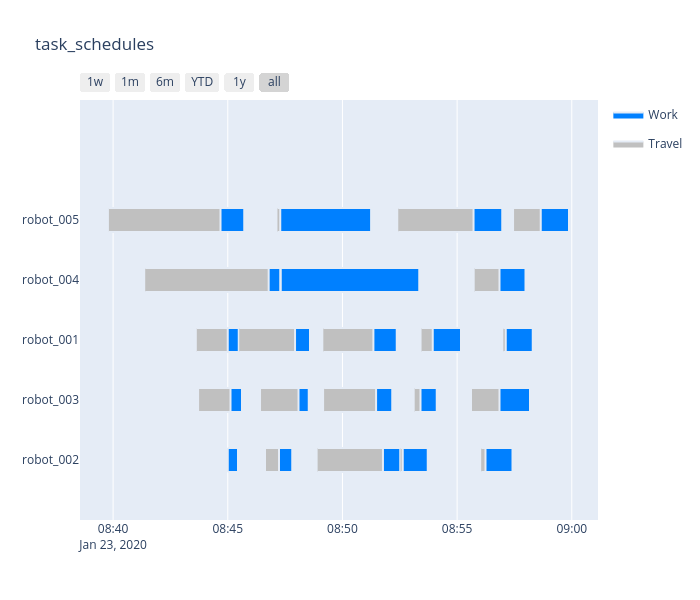 task_schedules
1w 1m 6m YTD 1y all
Work
Travel
robot_005
robot_004
robot_001
robot_003
robot_002
08:40 08:45 08:50 08:55 09:00
Jan 23, 2020